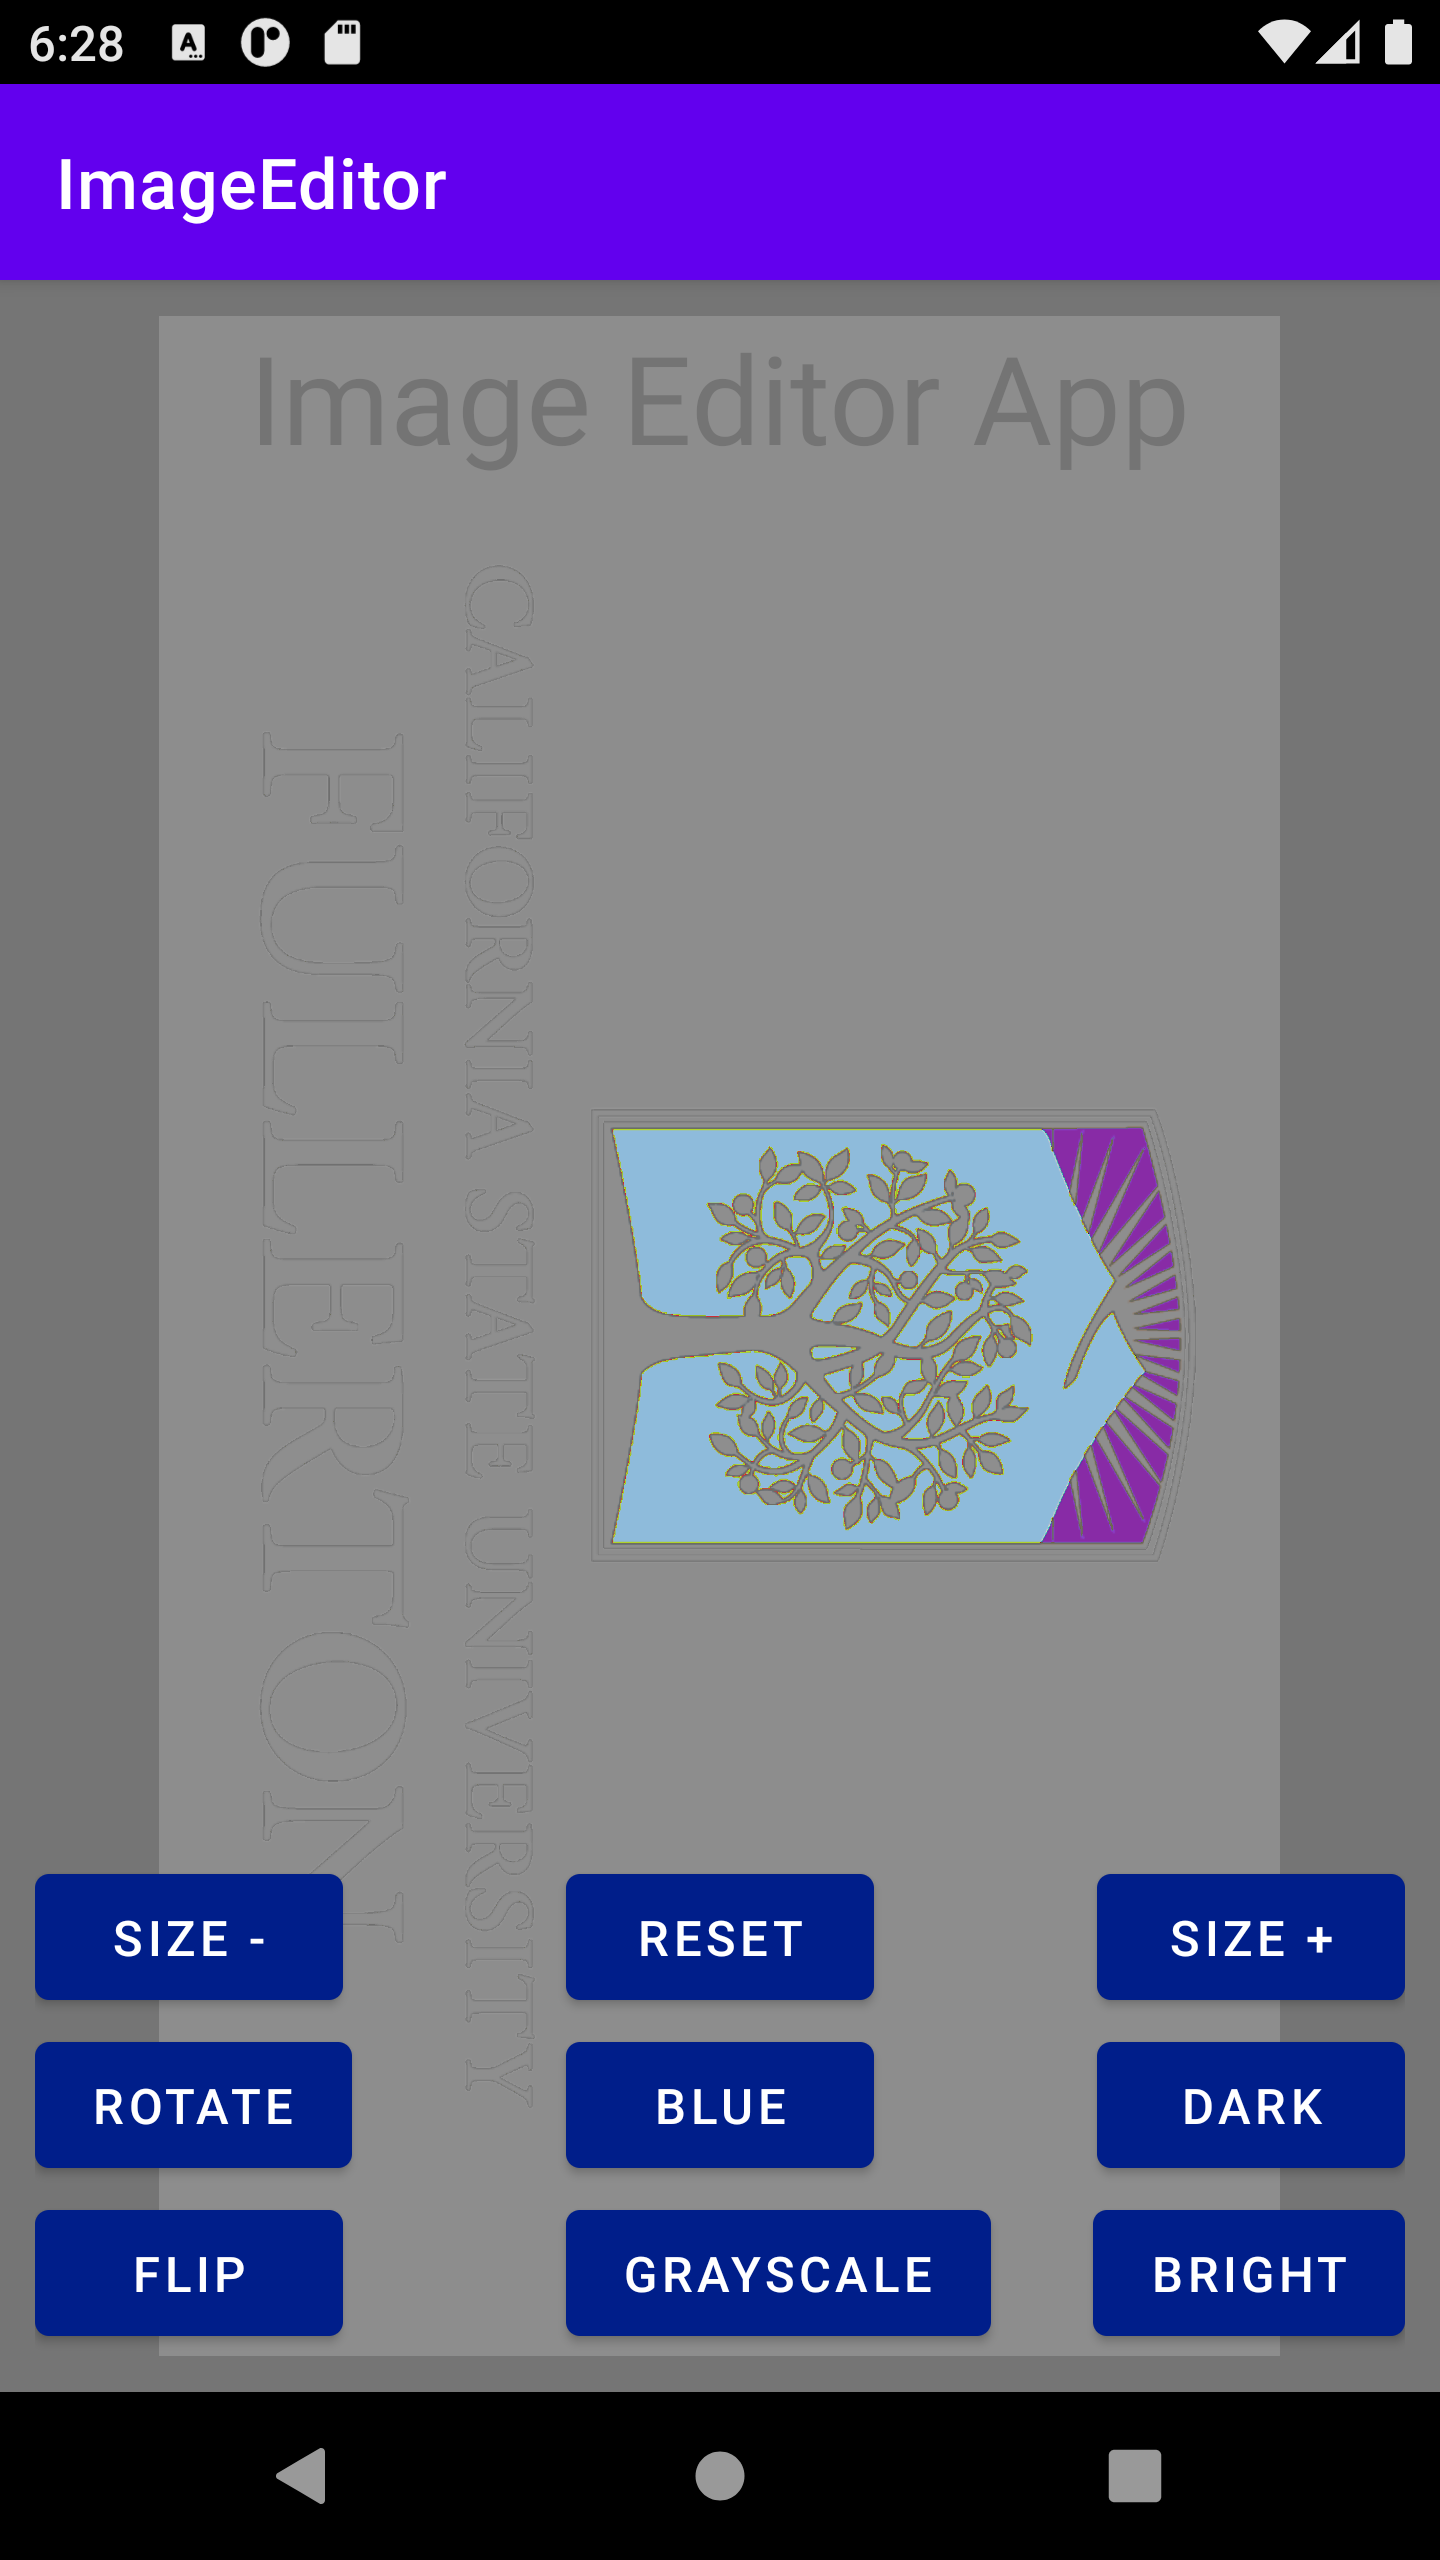 6:28
ImageEditor
Image Editor App
CALIFORNIA STATE UNIVERSITY
FULLERTON
SIZE -
RESET
SIZE +
ROTATE
BLUE
DARK
FLIP
GRAYSCALE
BRIGHT